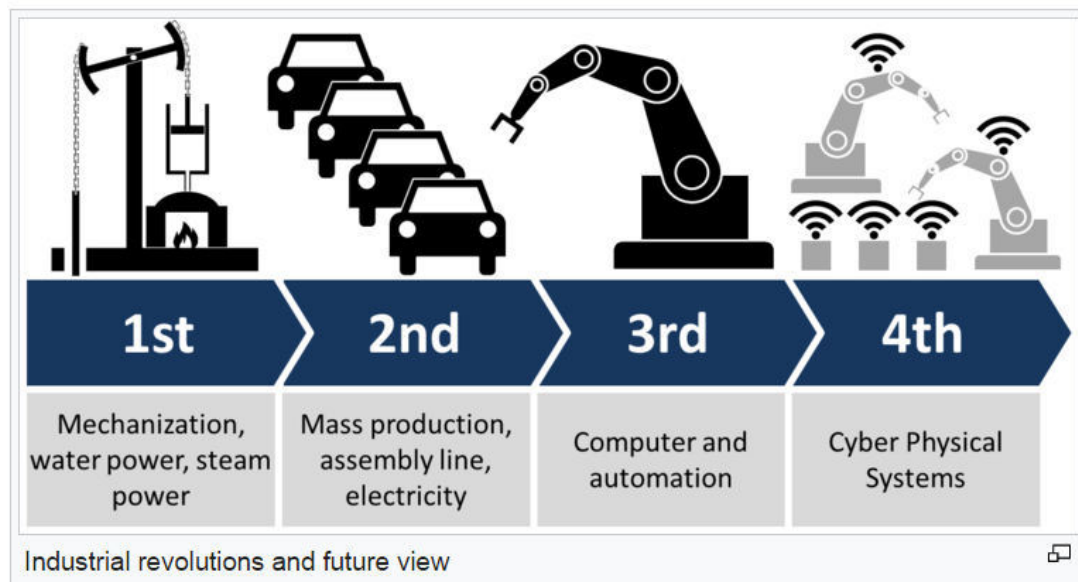 1st
2nd
3rd
4th
Mechanization,
water power, steam
power
Mass production,
assembly line,
electricity
Computer and
automation
Cyber Physical
Systems
Industrial revolutions and future view